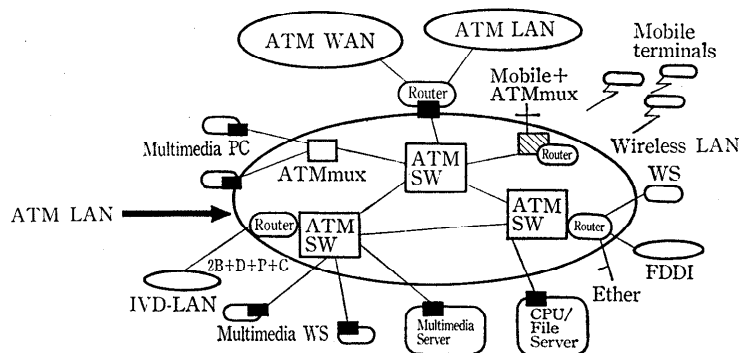 ATM WAN
ATM LAN
Mobile
terminals
Router
Mobile+
ATMmux
Multimedia PC
ATMmux
ATM
SW
Router
Wireless LAN
WS
ATM LAN
Router
ATM
SW
ATM
SW
Router
2B+D+P+C
IVD-LAN
FDDI
Ether
Multimedia WS
Multimedia
Server
CPU/
File
Server